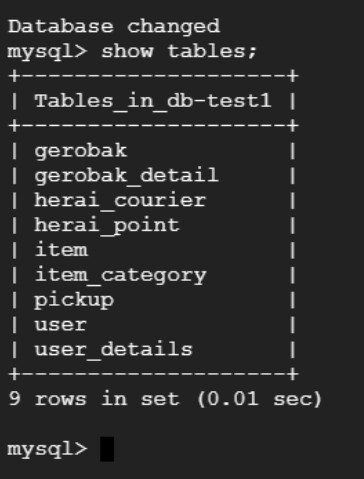 Database changed
mysql> show tables;
+---------------------+
| Tables_in_db-test1 |
+---------------------+
| gerobak |
| gerobak_detail |
| herai_courier |
| herai_point |
| item |
| item_category |
| pickup |
| user |
| user_details |
+---------------------+
9 rows in set (0.01 sec)
mysql>